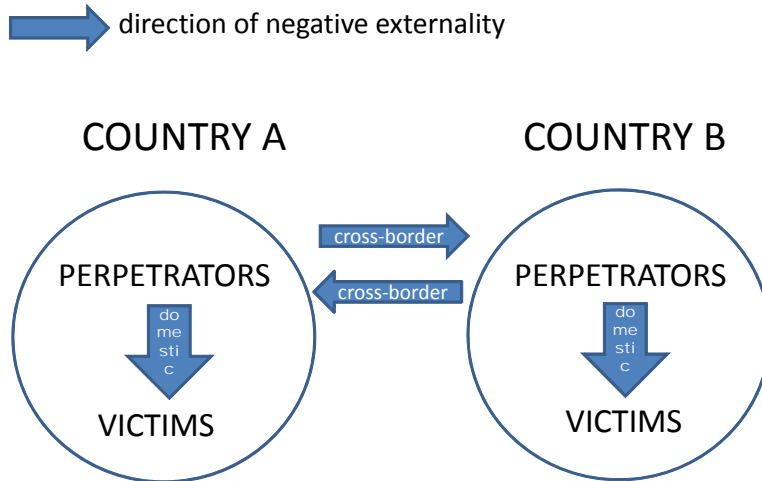 direction of negative externality
COUNTRY A
COUNTRY B
cross-border
cross-border
PERPETRATORS
do
me
sti
c
VICTIMS
PERPETRATORS
do
me
sti
c
VICTIMS